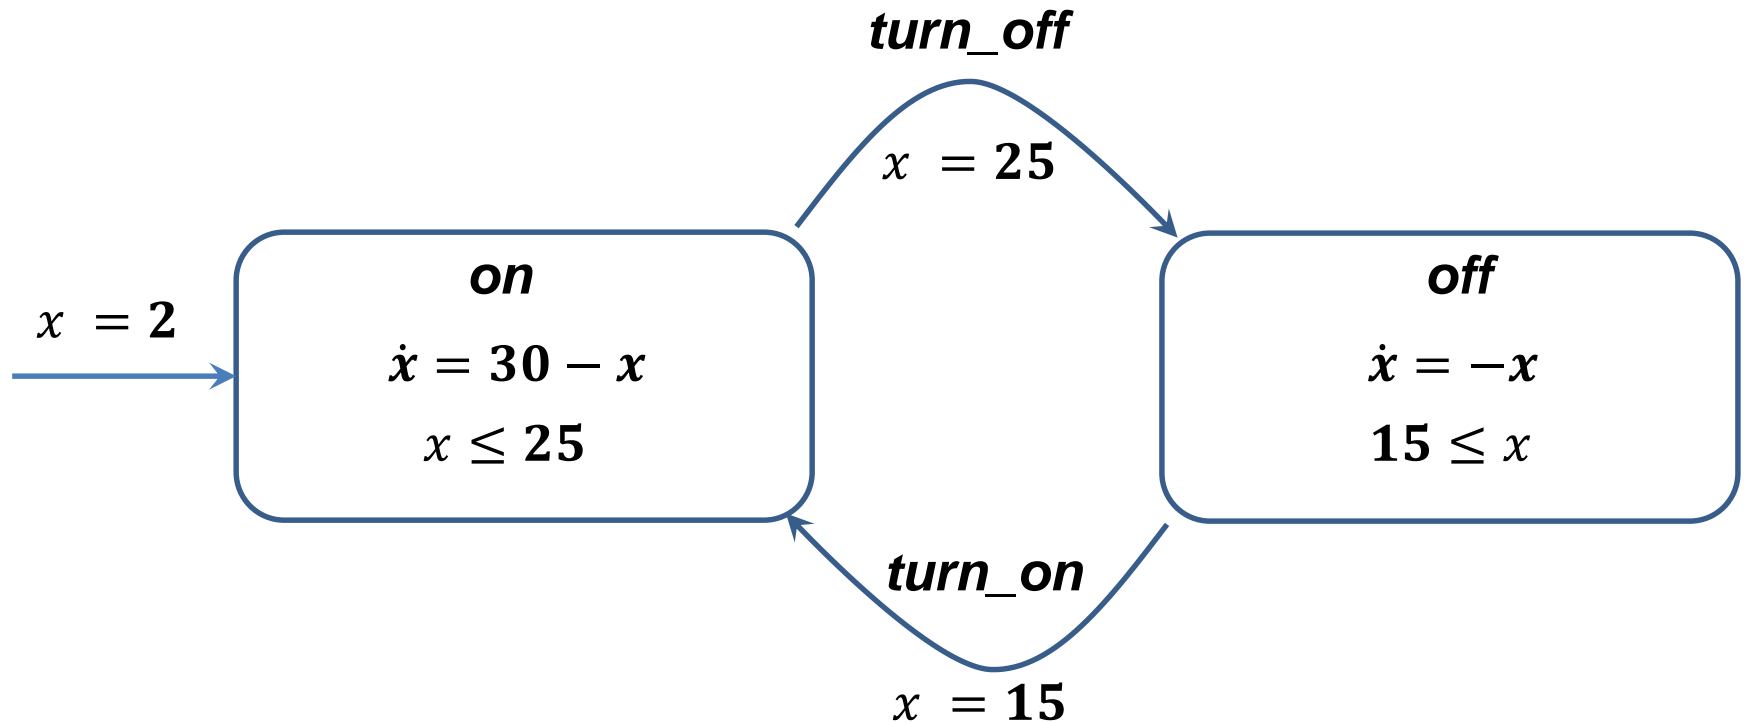 turn_off
x = 25
on
x = 2
ẋ = 30 − x
x ≤ 25
off
ẋ = −x
15 ≤ x
turn_on
x = 15